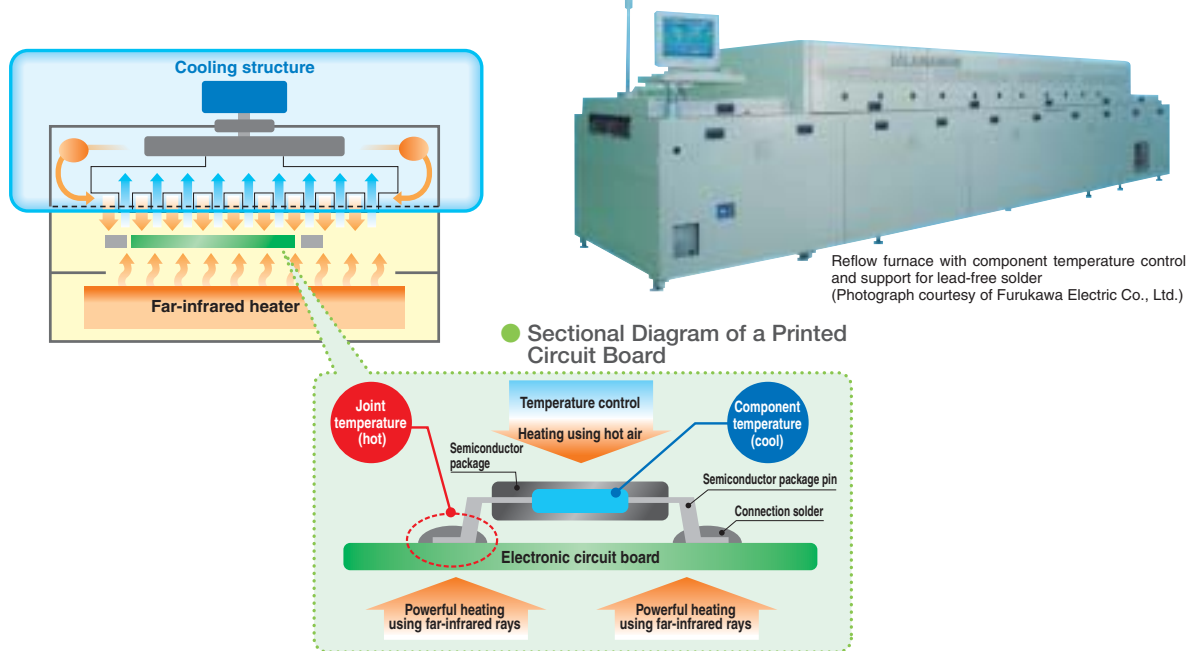 Cooling structure
Far-infrared heater
Reflow furnace with component temperature control
and support for lead-free solder
(Photograph courtesy of Furukawa Electric Co., Ltd.)
Sectional Diagram of a Printed
Circuit Board
Joint
temperature
(hot)
Temperature control
Heating using hot air
Component
temperature
(cool)
Semiconductor
package
Semiconductor package pin
Connection solder
Electronic circuit board
Powerful heating
using far-infrared rays
Powerful heating
using far-infrared rays